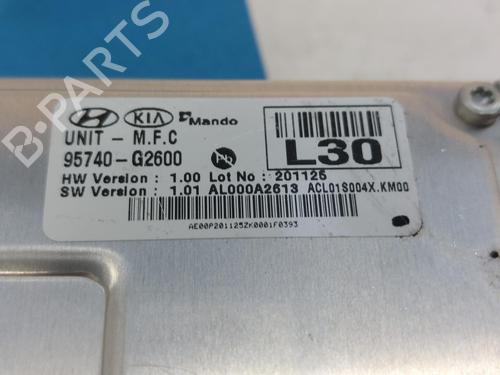 KIA Mando
UNIT - M.F.C
95740-G2600
Pb
L30
HW Version : 1.00 Lot No : 201125
SW Version : 1.01 AL000A2613 ACL01S004X.KM00
AE00P201125ZK0001F0393
B-PARTS